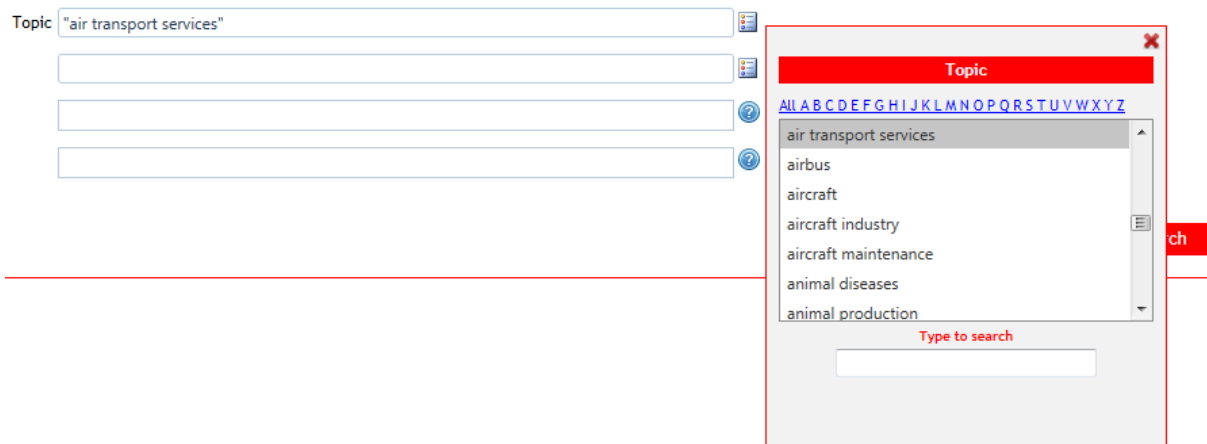 Topic "air transport services"
Topic
All A B C D E F G H I J K L M N O P Q R S T U V W X Y Z
air transport services
airbus
aircraft
aircraft industry
aircraft maintenance
animal diseases
animal production
Type to search
rch